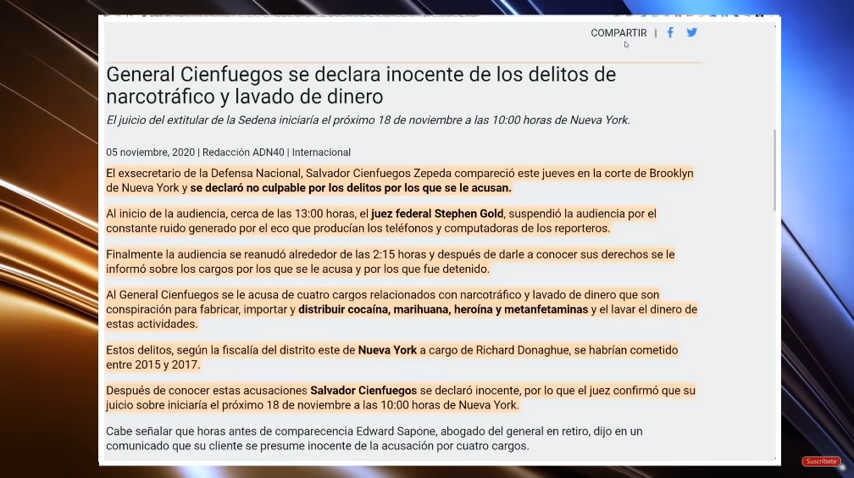 COMPARTIR |
General Cienfuegos se declara inocente de los delitos de
narcotráfico y lavado de dinero
El juicio del extitular de la Sedena iniciaría el próximo 18 de noviembre a las 10:00 horas de Nueva York.
05 noviembre, 2020 | Redacción ADN40 | Internacional
El exsecretario de la Defensa Nacional, Salvador Cienfuegos Zepeda compareció este jueves en la corte de Brooklyn
de Nueva York y se declaró no culpable por los delitos por los que se le acusan.
Al inicio de la audiencia, cerca de las 13:00 horas, el juez federal Stephen Gold, suspendió la audiencia por el
constante ruido generado por el eco que producían los teléfonos y computadoras de los reporteros.
Finalmente la audiencia se reanudó alrededor de las 2:15 horas y después de darle a conocer sus derechos se le
informó sobre los cargos por los que se le acusa y por los que fue detenido.
Al General Cienfuegos se le acusa de cuatro cargos relacionados con narcotráfico y lavado de dinero que son
conspiración para fabricar, importar y distribuir cocaína, marihuana, heroína y metanfetaminas y el lavar el dinero de
estas actividades.
Estos delitos, según la fiscalía del distrito este de Nueva York a cargo de Richard Donaghue, se habrían cometido
entre 2015 y 2017.
Después de conocer estas acusaciones Salvador Cienfuegos se declaró inocente, por lo que el juez confirmó que su
juicio sobre iniciaría el próximo 18 de noviembre a las 10:00 horas de Nueva York.
Cabe señalar que horas antes de comparecencia Edward Sapone, abogado del general en retiro, dijo en un
comunicado que su cliente se presume inocente de la acusación por cuatro cargos.
Suscríbete